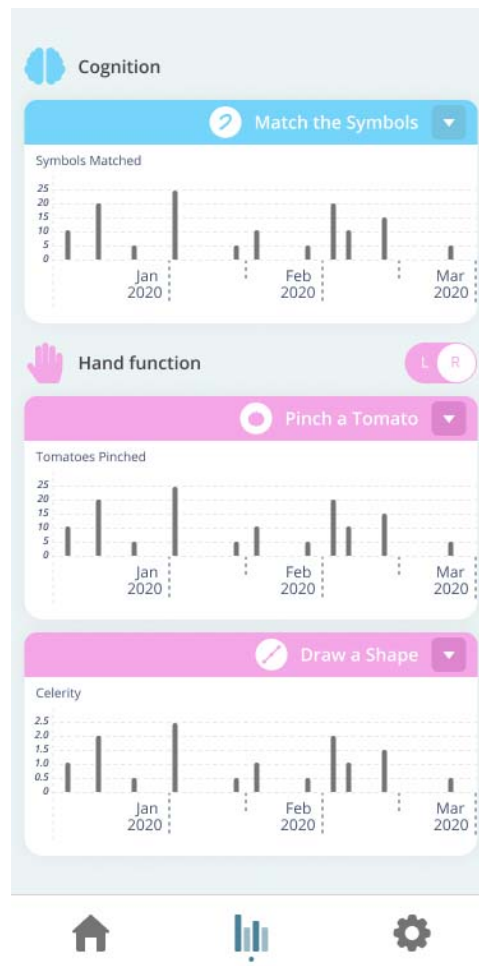 Cognition
Match the Symbols
Symbols Matched
25
20
15
10
5
0
Jan Feb Mar
2020 2020 2020
Hand function
L R
Pinch a Tomato
Tomatoes Pinched
25
20
15
10
5
0
Jan Feb Mar
2020 2020 2020
Draw a Shape
Celerity
2.5
2.0
1.5
1.0
0.5
0
Jan Feb Mar
2020 2020 2020